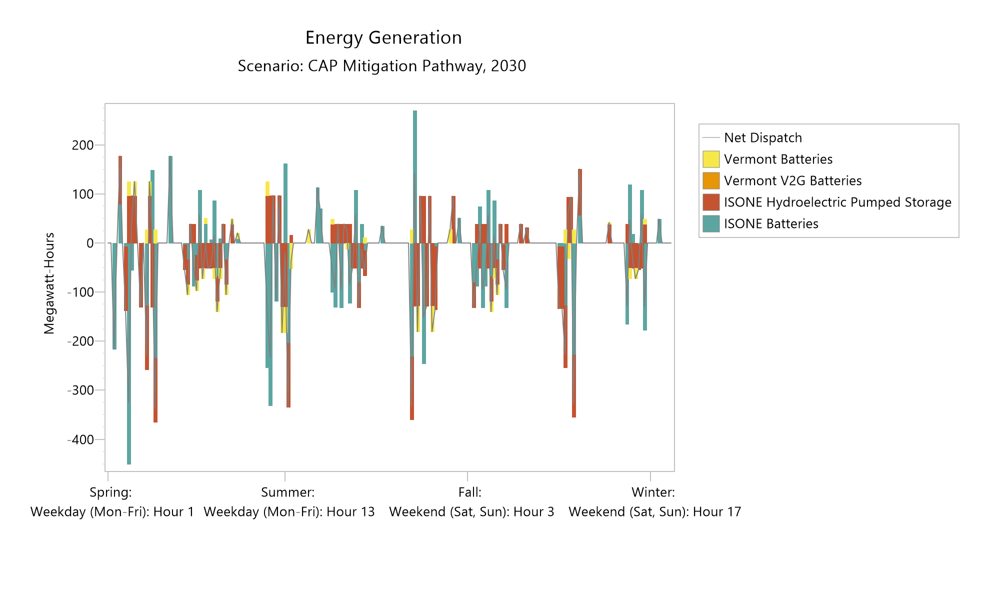 Energy Generation
Scenario: CAP Mitigation Pathway, 2030
Megawatt-Hours
200
100
0
-100
-200
-300
-400
Spring:
Weekday (Mon-Fri): Hour 1
Summer:
Weekday (Mon-Fri): Hour 13
Fall:
Weekend (Sat, Sun): Hour 3
Winter:
Weekend (Sat, Sun): Hour 17
Net Dispatch
Vermont Batteries
Vermont V2G Batteries
ISONE Hydroelectric Pumped Storage
ISONE Batteries